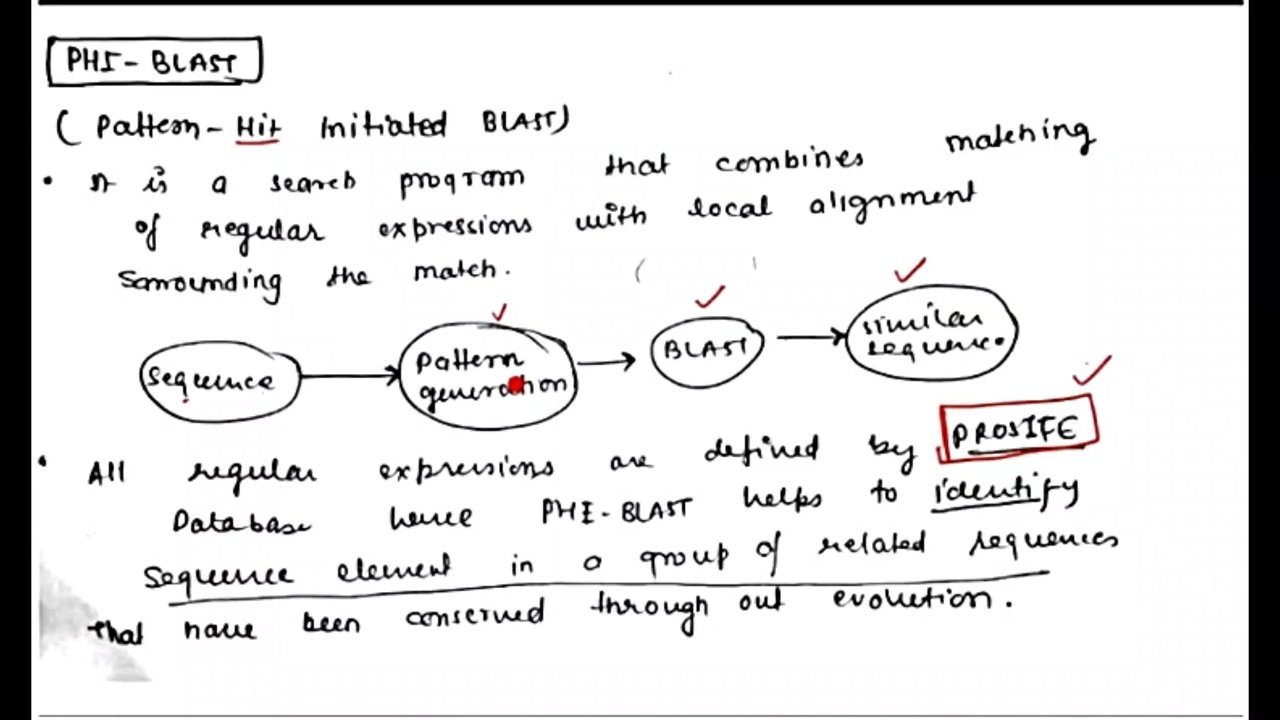 PHI - BLAST
( Pattern - Hit Initiated BLAST)
• It is a search program that combines matching
of regular expressions with local alignment
Sorrounding the match.
Sequence
Pattern
generation
BLAST
similar
sequence.
• All regular expressions are defined by PROSITE
Database hence PHI-BLAST helps to identify
Sequence element in a group of related sequences
that have been conserved through out evolution.